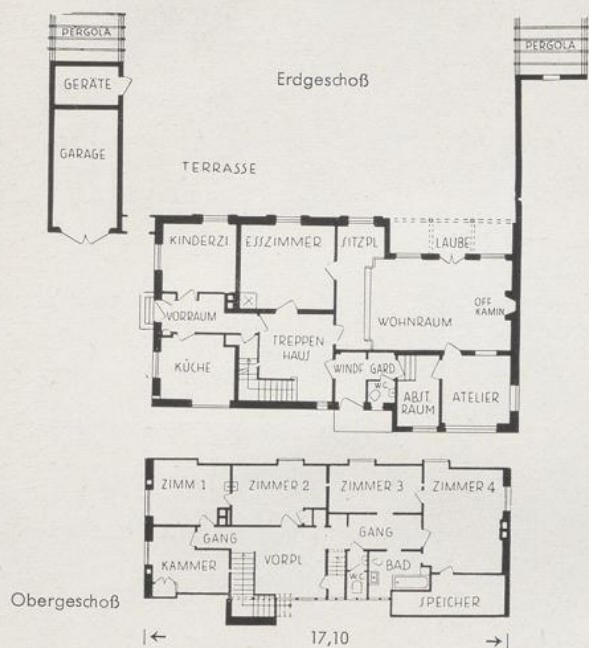 PERGOLA
PERGOLA
GERÄTE
Erdgeschoß
GARAGE
TERRASSE
KINDERZI
ESSZIMMER
SITZPL
LAUBE
OFF
KAMIN
VORRAUM
WOHNRAUM
TREPPEN
HAUS
KÜCHE
WINDF
GARD
W.C.
ABST.
RAUM
ATELIER
ZIMM 1
ZIMMER 2
ZIMMER 3
ZIMMER 4
GANG
GANG
KAMMER
VORPL
W.C.
BAD
SPEICHER
Obergeschoß
17,10